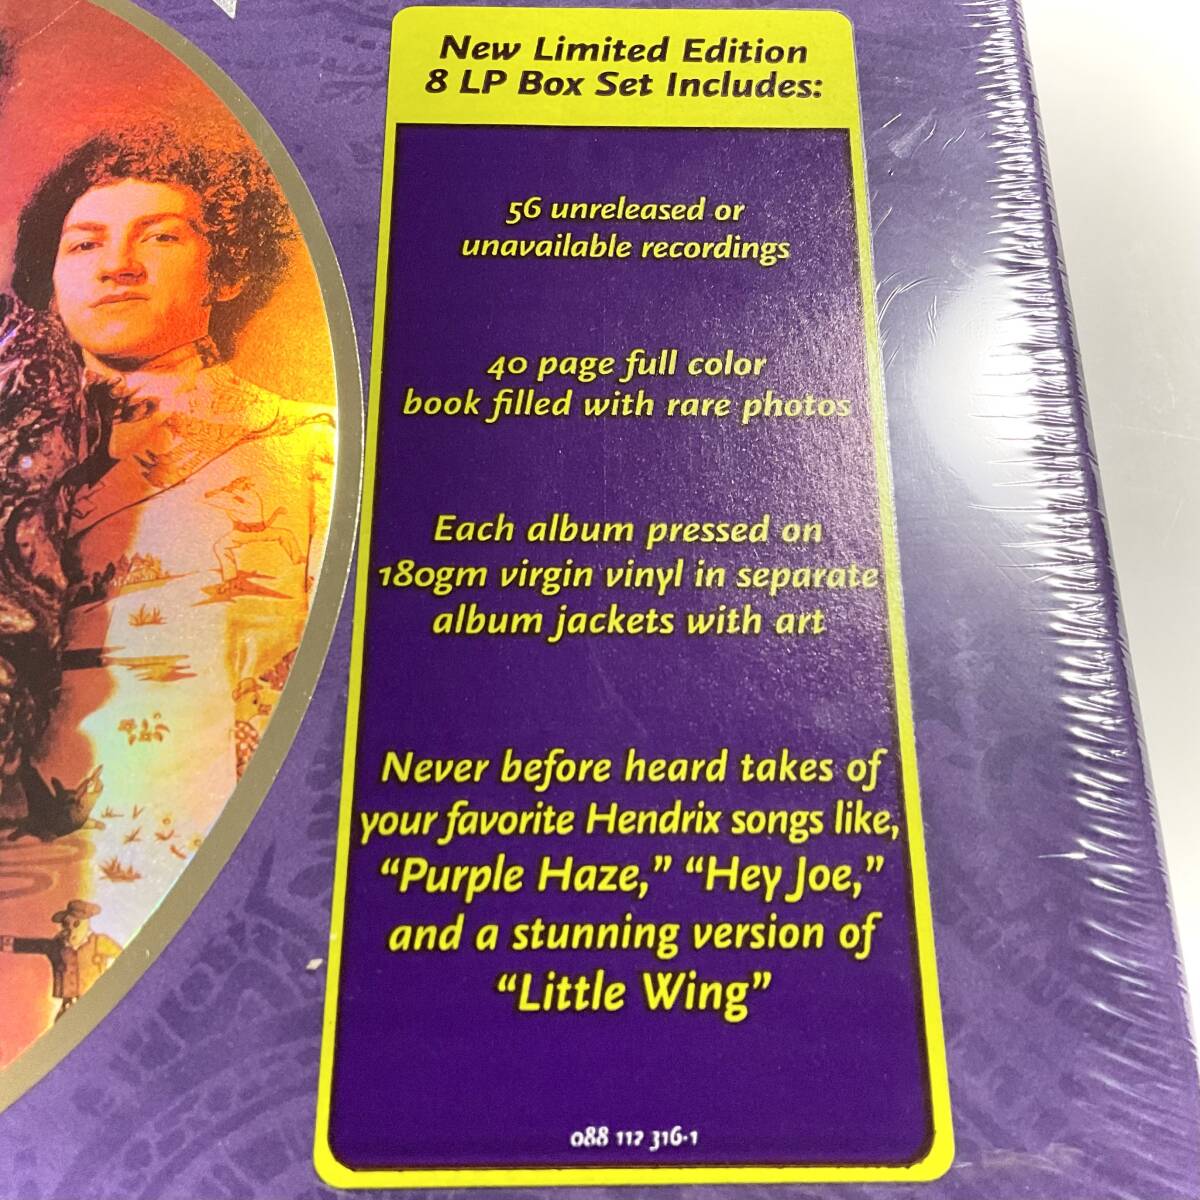 New Limited Edition
8 LP Box Set Includes:
56 unreleased or
unavailable recordings
40 page full color
book filled with rare photos
Each album pressed on
180gm virgin vinyl in separate
album jackets with art
Never before heard takes of
your favorite Hendrix songs like,
“Purple Haze,” “Hey Joe,”
and a stunning version of
“Little Wing”
088 112 316-1